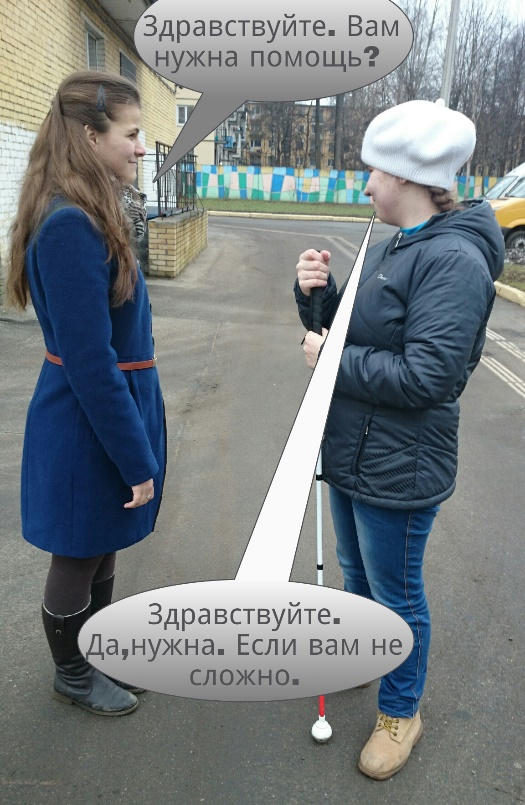 Здравствуйте. Вам
нужна помощь?
Здравствуйте.
Да,нужна. Если вам не
сложно.